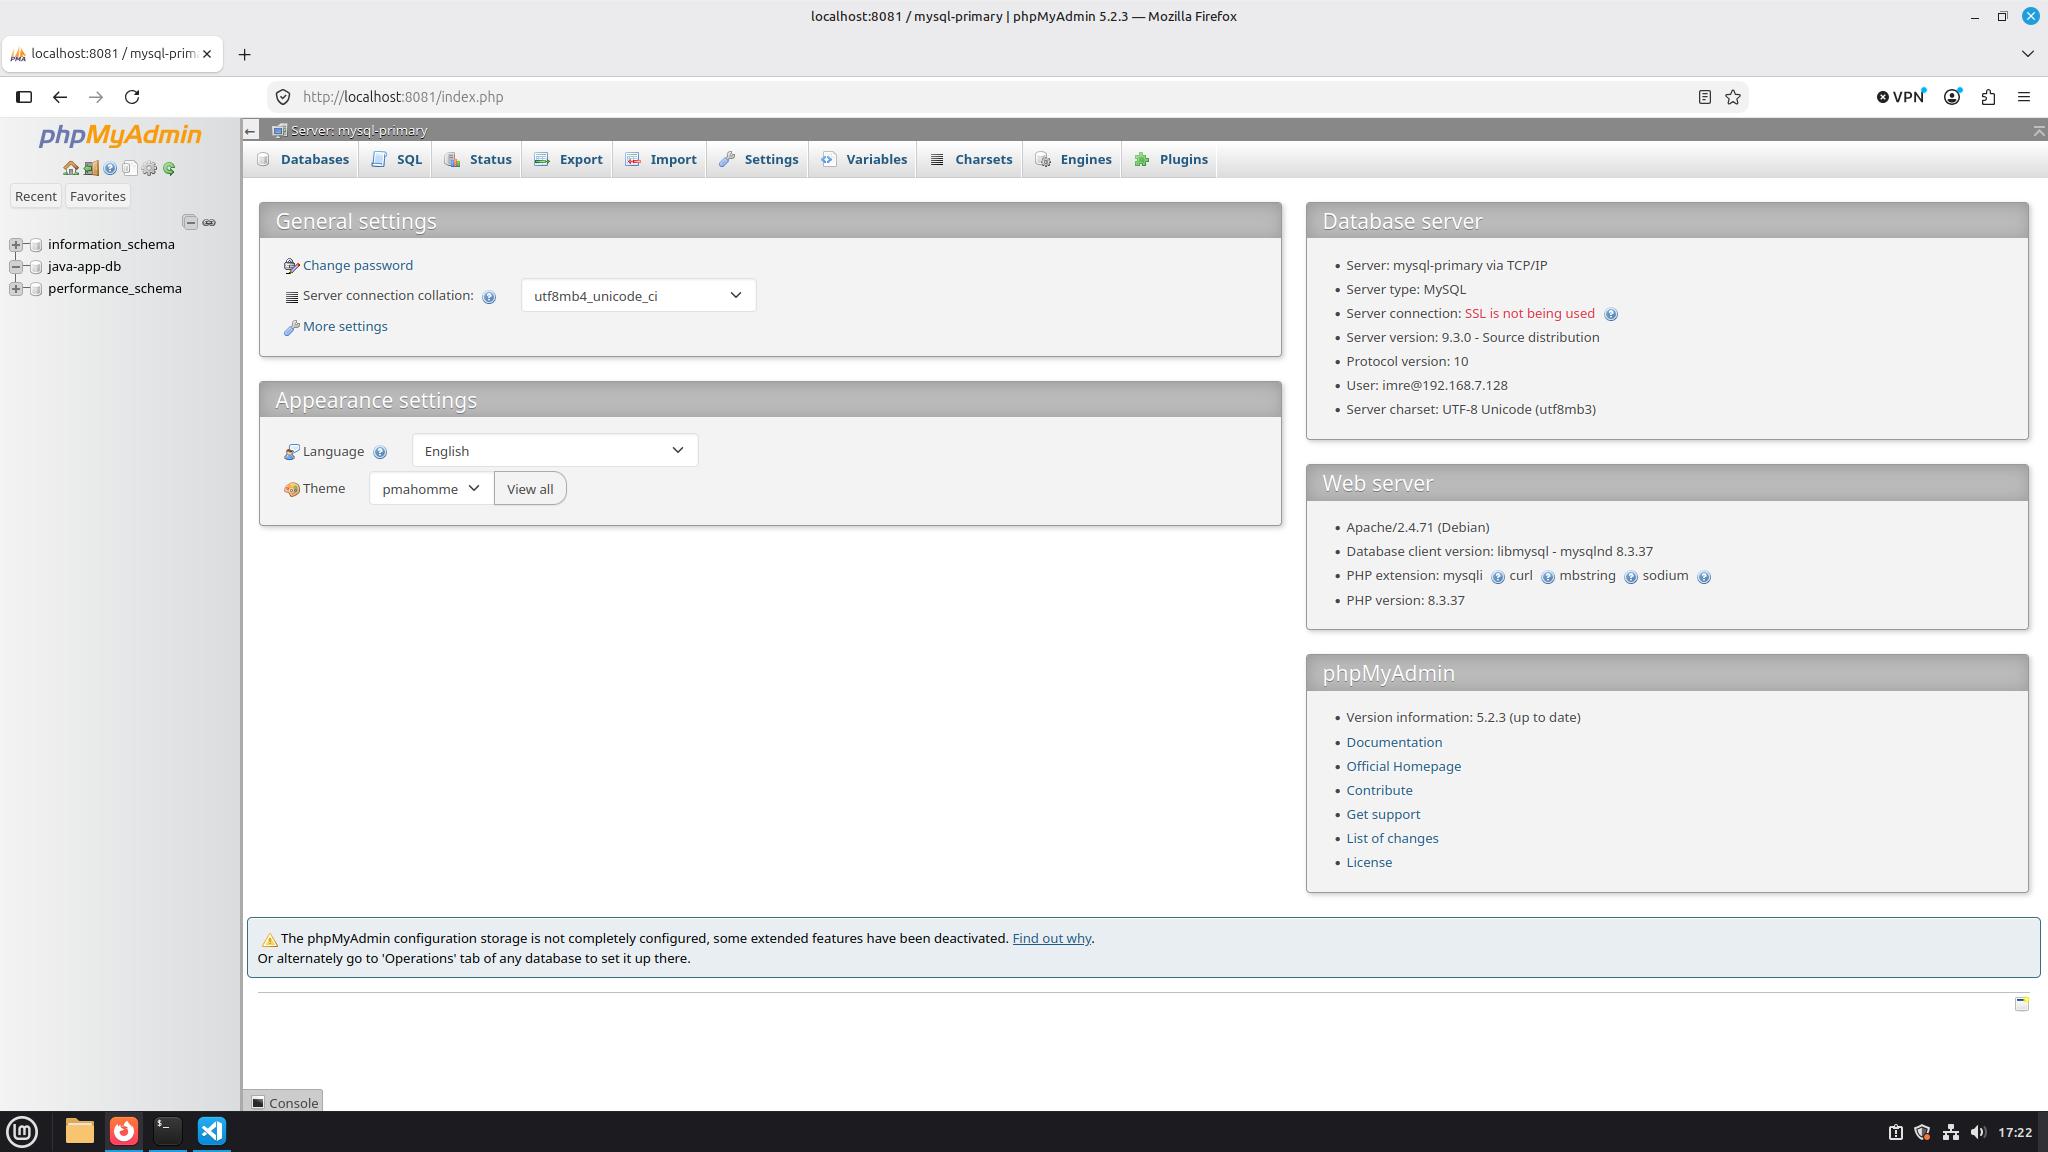 localhost:8081 / mysql-primary | phpMyAdmin 5.2.3 — Mozilla Firefox
localhost:8081 / mysql-prim
http://localhost:8081/index.php
VPN
phpMyAdmin
Recent
Favorites
information_schema
java-app-db
performance_schema
Server: mysql-primary
Databases
SQL
Status
Export
Import
Settings
Variables
Charsets
Engines
Plugins
General settings
Change password
Server connection collation:
utf8mb4_unicode_ci
More settings
Appearance settings
Language
English
Theme
pmahomme
View all
Database server
Server: mysql-primary via TCP/IP
Server type: MySQL
Server connection: SSL is not being used
Server version: 9.3.0 - Source distribution
Protocol version: 10
User: imre@192.168.7.128
Server charset: UTF-8 Unicode (utf8mb3)
Web server
Apache/2.4.71 (Debian)
Database client version: libmysql - mysqlnd 8.3.37
PHP extension: mysqli curl mbstring sodium
PHP version: 8.3.37
phpMyAdmin
Version information: 5.2.3 (up to date)
Documentation
Official Homepage
Contribute
Get support
List of changes
License
The phpMyAdmin configuration storage is not completely configured, some extended features have been deactivated. Find out why.
Or alternately go to 'Operations' tab of any database to set it up there.
Console
17:22